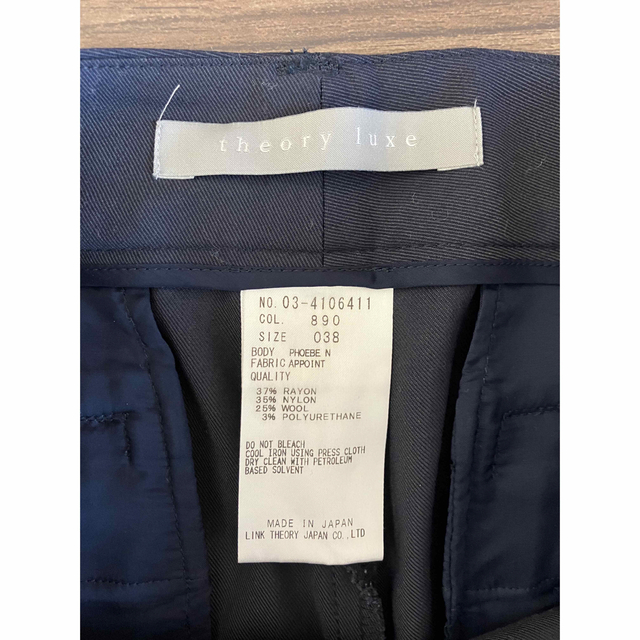 theory luxe
NO. 03-4106411
COL. 890
SIZE 038
BODY PHOEBE N
FABRIC APPOINT
QUALITY
37% RAYON
35% NYLON
25% WOOL
3% POLYURETHANE
DO NOT BLEACH
COOL IRON USING PRESS CLOTH
DRY CLEAN WITH PETROLEUM
BASED SOLVENT
MADE IN JAPAN
LINK THEORY JAPAN CO.,LTD